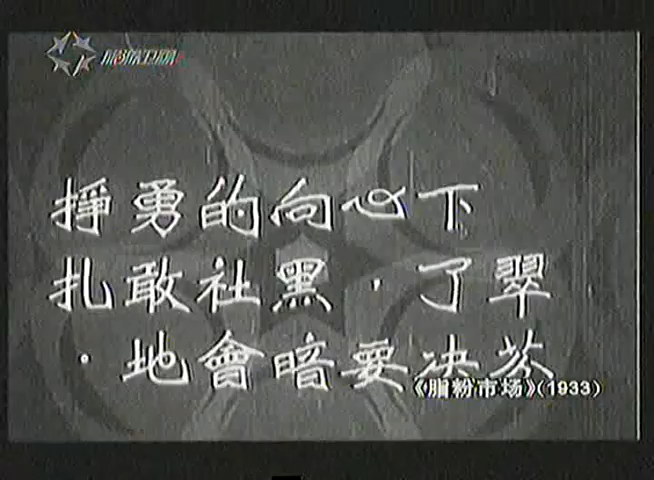 翠芬
下了决
心，要
向黑暗
的社會
勇敢地
掙扎。
《脂粉市场》(1933)